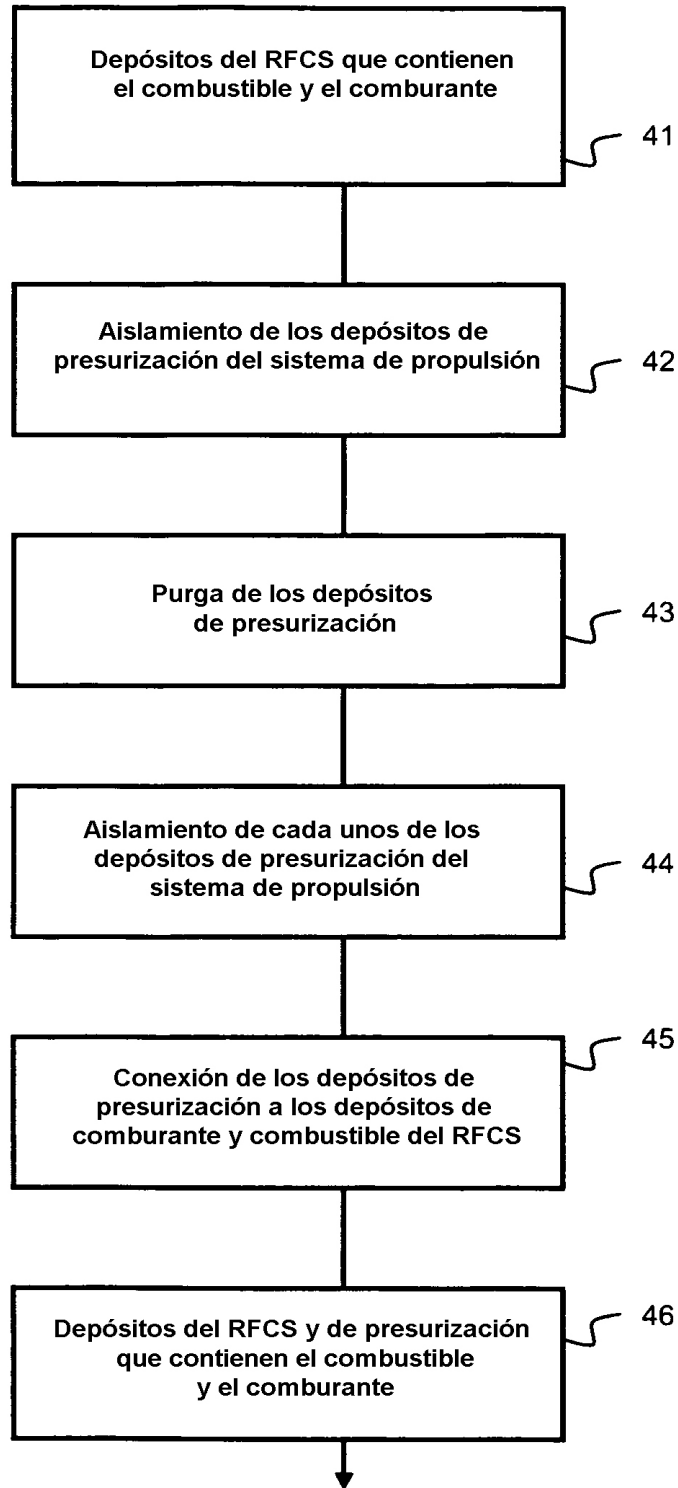 Depósitos del RFCS que contienen
el combustible y el comburante
41
Aislamiento de los depósitos de
presurización del sistema de propulsión
42
Purga de los depósitos
de presurización
43
Aislamiento de cada unos de los
depósitos de presurización del
sistema de propulsión
44
45
Conexión de los depósitos de
presurización a los depósitos de
comburante y combustible del RFCS
Depósitos del RFCS y de presurización
que contienen el combustible
y el comburante
46